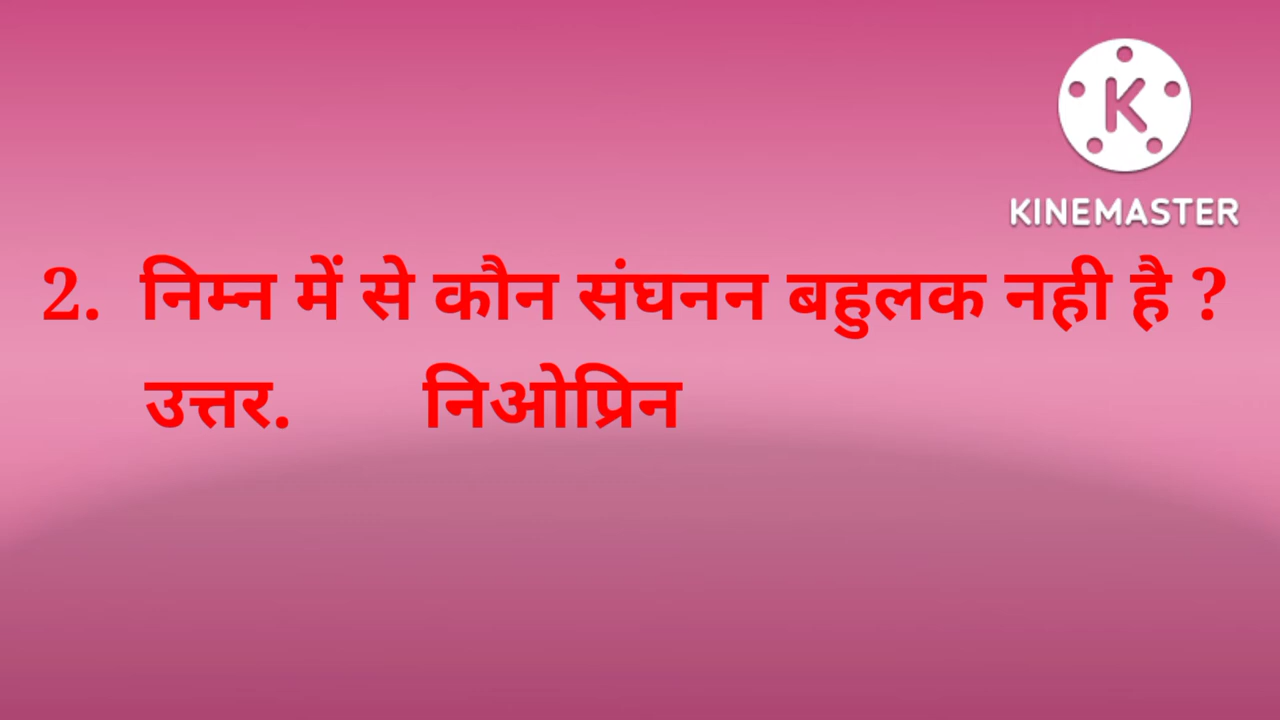 KINEMASTER
2. निम्न में से कौन संघनन बहुलक नही है ?
उत्तर. निओप्रिन